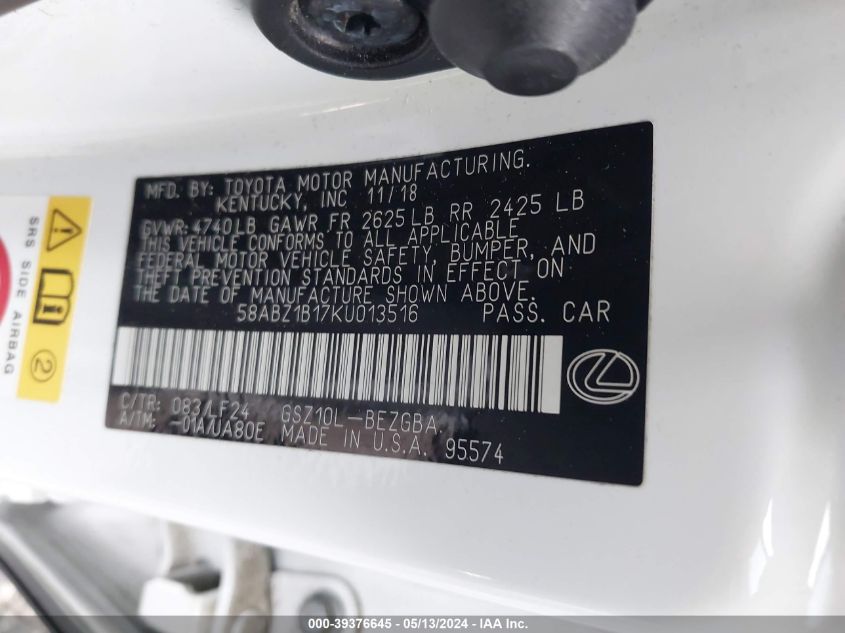 MFD. BY: TOYOTA MOTOR MANUFACTURING.
KENTUCKY, INC 11/18
GVWR: 4740LB GAWR FR 2625 LB RR 2425 LB
THIS VEHICLE CONFORMS TO ALL APPLICABLE
FEDERAL MOTOR VEHICLE SAFETY, BUMPER, AND
THEFT PREVENTION STANDARDS IN EFFECT ON
THE DATE OF MANUFACTURE SHOWN ABOVE.
58ABZ1B17KU013516 PASS. CAR
C/TR: 083/LF24 GSZ10L-BEZGBA
A/TM: -01A/UA80E MADE IN U.S.A. 95574
SRS SIDE AIRBAG
2
000-39376645 / 05/13/2024 - IAA Inc.